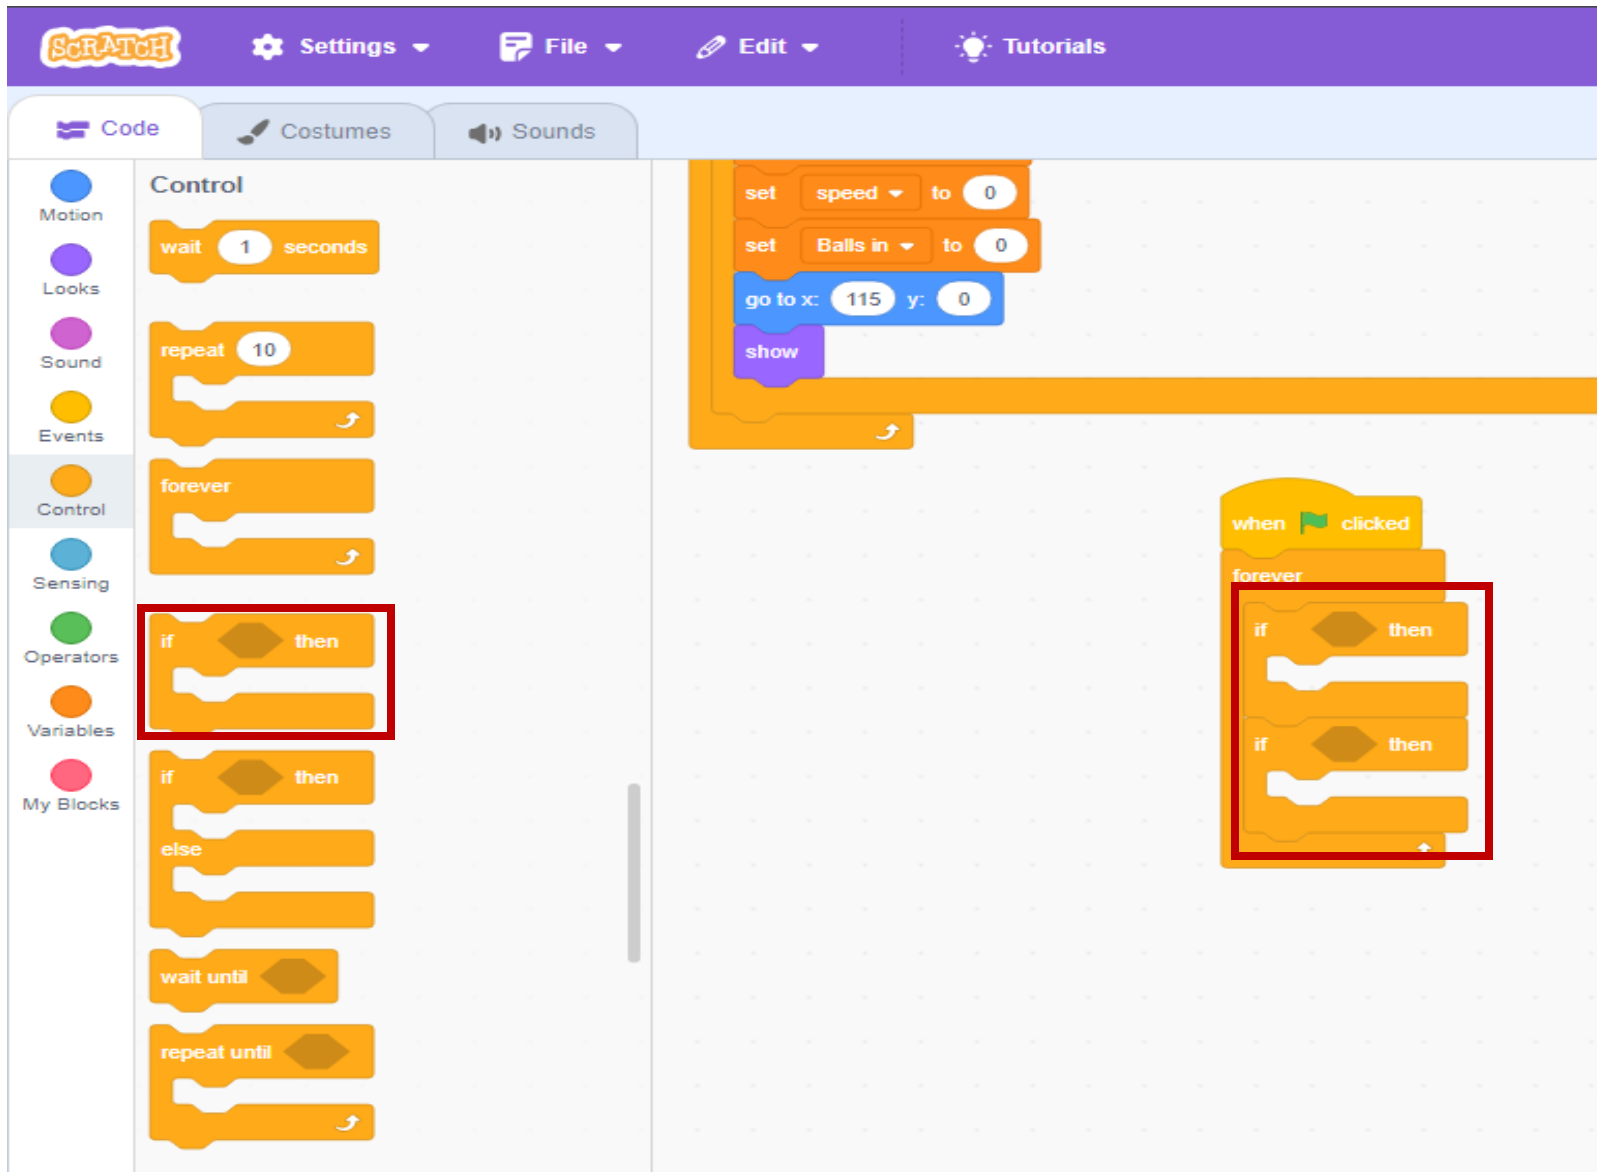 SCRATCH Settings File Edit Tutorials
Code Costumes Sounds
Motion
Looks
Sound
Events
Control
Sensing
Operators
Variables
My Blocks
Control
wait 1 seconds
repeat 10
forever
if then
if then
else
wait until
repeat until
set speed to 0
set Balls in to 0
go to x: 115 y: 0
show
when clicked
forever
if then
if then